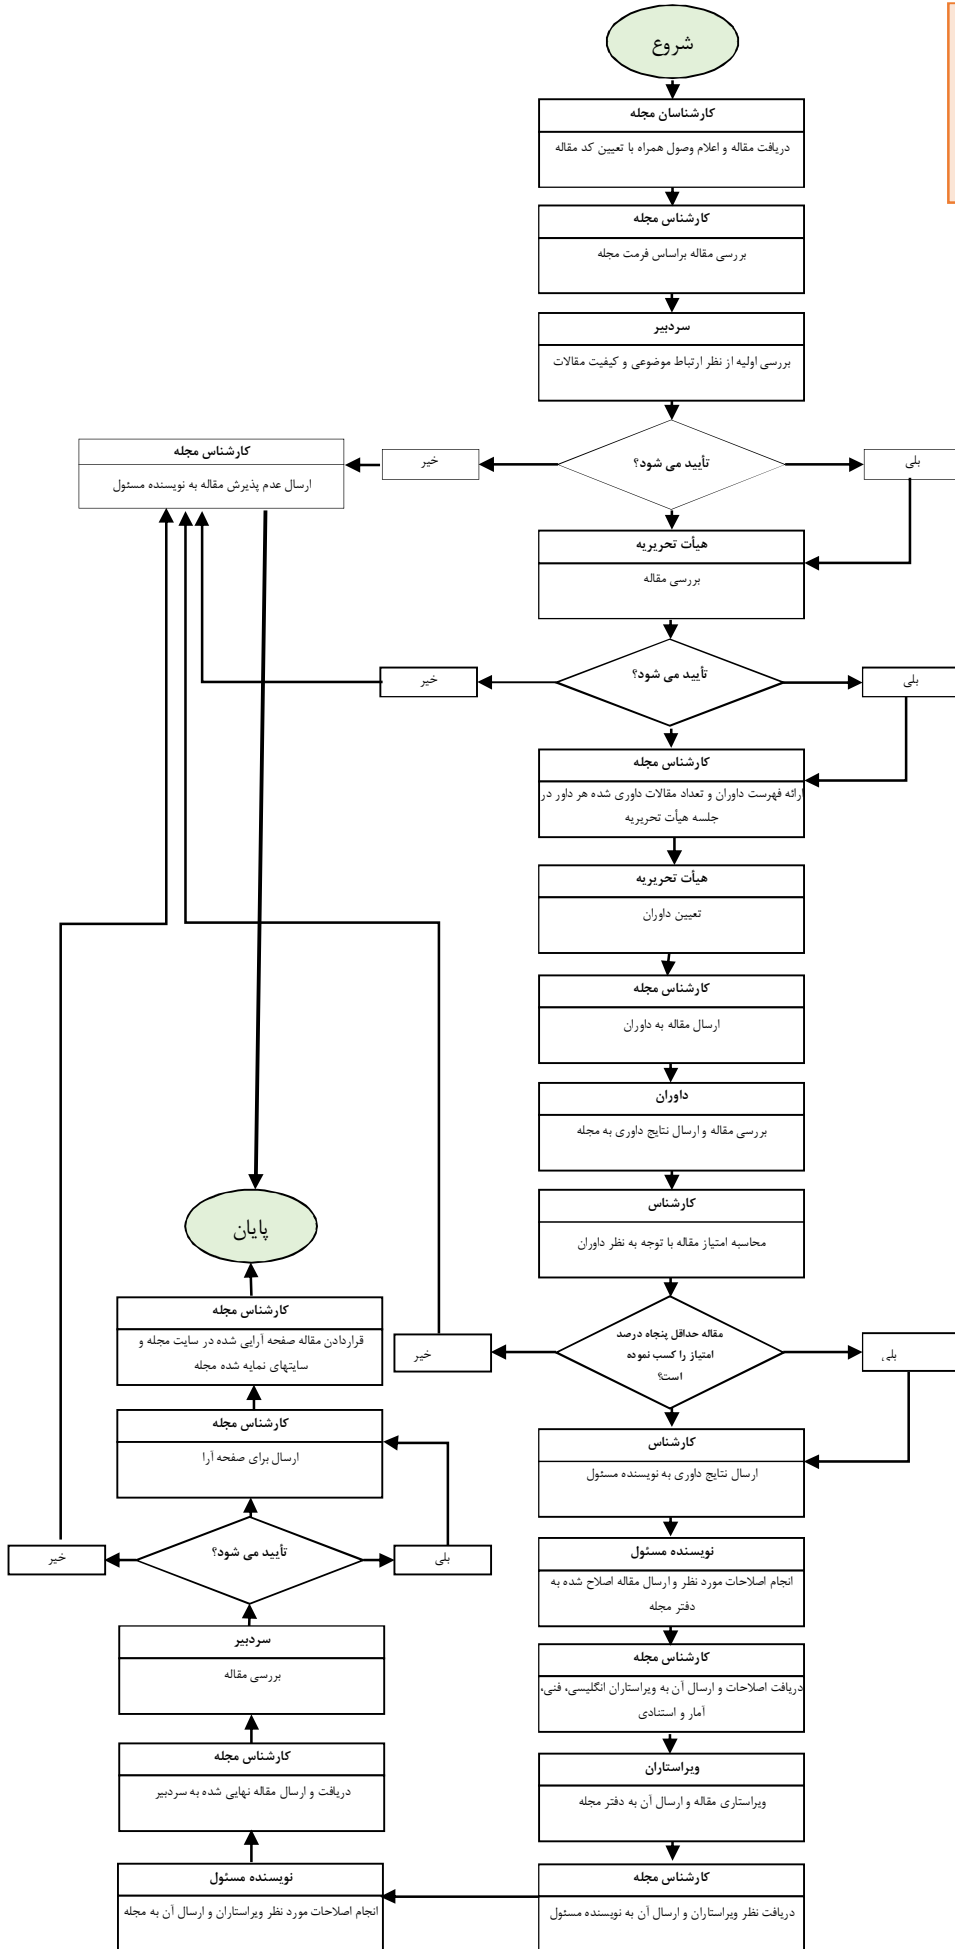 شروع
کارشناسان مجله
دریافت مقاله و اعلام وصول همراه با تعیین کد مقاله
کارشناس مجله
بررسی مقاله براساس فرمت مجله
سردبیر
بررسی اولیه از نظر ارتباط موضوعی و کیفیت مقالات
تأیید می شود؟
بلی
خیر
کارشناس مجله
ارسال عدم پذیرش مقاله به نویسنده مسئول
هیأت تحریریه
بررسی مقاله
تأیید می شود؟
بلی
خیر
کارشناس مجله
ارائه فهرست داوران و تعداد مقالات داوری شده هر داور در
جلسه هیأت تحریریه
هیأت تحریریه
تعیین داوران
کارشناس مجله
ارسال مقاله به داوران
داوران
بررسی مقاله و ارسال نتایج داوری به مجله
کارشناس
محاسبه امتیاز مقاله با توجه به نظر داوران
مقاله حداقل پنجاه درصد
امتیاز را کسب نموده
است؟
بلی
خیر
کارشناس
ارسال نتایج داوری به نویسنده مسئول
نویسنده مسئول
انجام اصلاحات مورد نظر و ارسال مقاله اصلاح شده به
دفتر مجله
کارشناس مجله
دریافت اصلاحات و ارسال آن به ویراستاران انگلیسی، فنی،
آمار و استنادی
ویراستاران
ویراستاری مقاله و ارسال آن به دفتر مجله
کارشناس مجله
دریافت نظر ویراستاران و ارسال آن به نویسنده مسئول
نویسنده مسئول
انجام اصلاحات مورد نظر ویراستاران و ارسال آن به مجله
کارشناس مجله
دریافت و ارسال مقاله نهایی شده به سردبیر
سردبیر
بررسی مقاله
تأیید می شود؟
بلی
خیر
کارشناس مجله
ارسال برای صفحه آرا
کارشناس مجله
قراردادن مقاله صفحه آرایی شده در سایت مجله و
سایتهای نمایه شده مجله
پایان